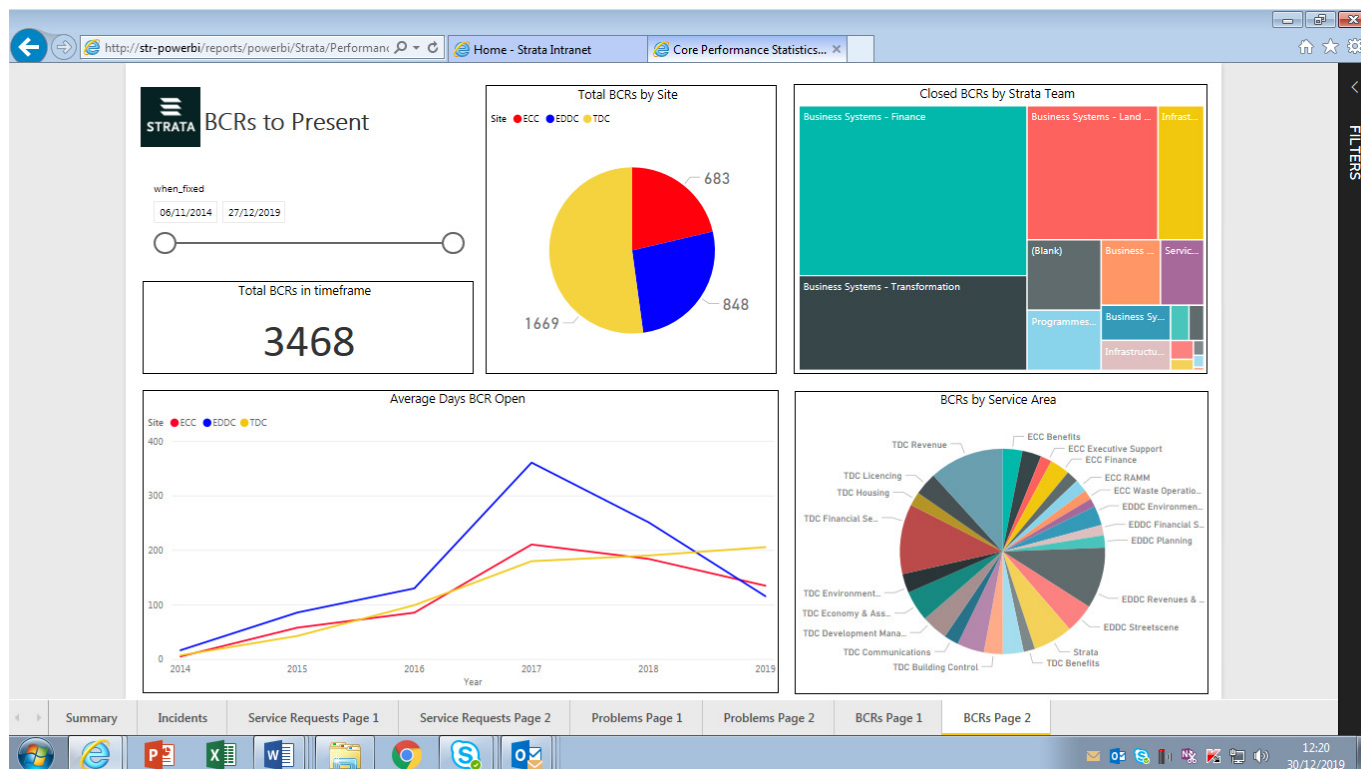 http://str-powerbi/reports/powerbi/Strata/Performanc
Home - Strata Intranet
Core Performance Statistics...
STRATA
BCRs to Present
when_fixed
06/11/2014 27/12/2019
Total BCRs in timeframe
3468
Total BCRs by Site
Site ECC EDDC TDC
683
848
1669
Closed BCRs by Strata Team
Business Systems - Finance
Business Systems - Land ...
Infrast...
Business Systems - Transformation
(Blank)
Business ...
Servic...
Programmes...
Business Sy...
Infrastructu...
Average Days BCR Open
Site ECC EDDC TDC
400
300
200
100
0
2014 2015 2016 2017 2018 2019
Year
BCRs by Service Area
ECC Benefits
ECC Executive Support
ECC Finance
ECC RAMM
ECC Waste Operatio...
EDDC Environmen...
EDDC Financial S...
EDDC Planning
EDDC Revenues & ...
EDDC Streetscene
Strata
TDC Benefits
TDC Building Control
TDC Communications
TDC Development Mana...
TDC Economy & Ass...
TDC Environment...
TDC Financial Se...
TDC Housing
TDC Licencing
TDC Revenue
FILTERS
Summary Incidents Service Requests Page 1 Service Requests Page 2 Problems Page 1 Problems Page 2 BCRs Page 1 BCRs Page 2
12:20
30/12/2019